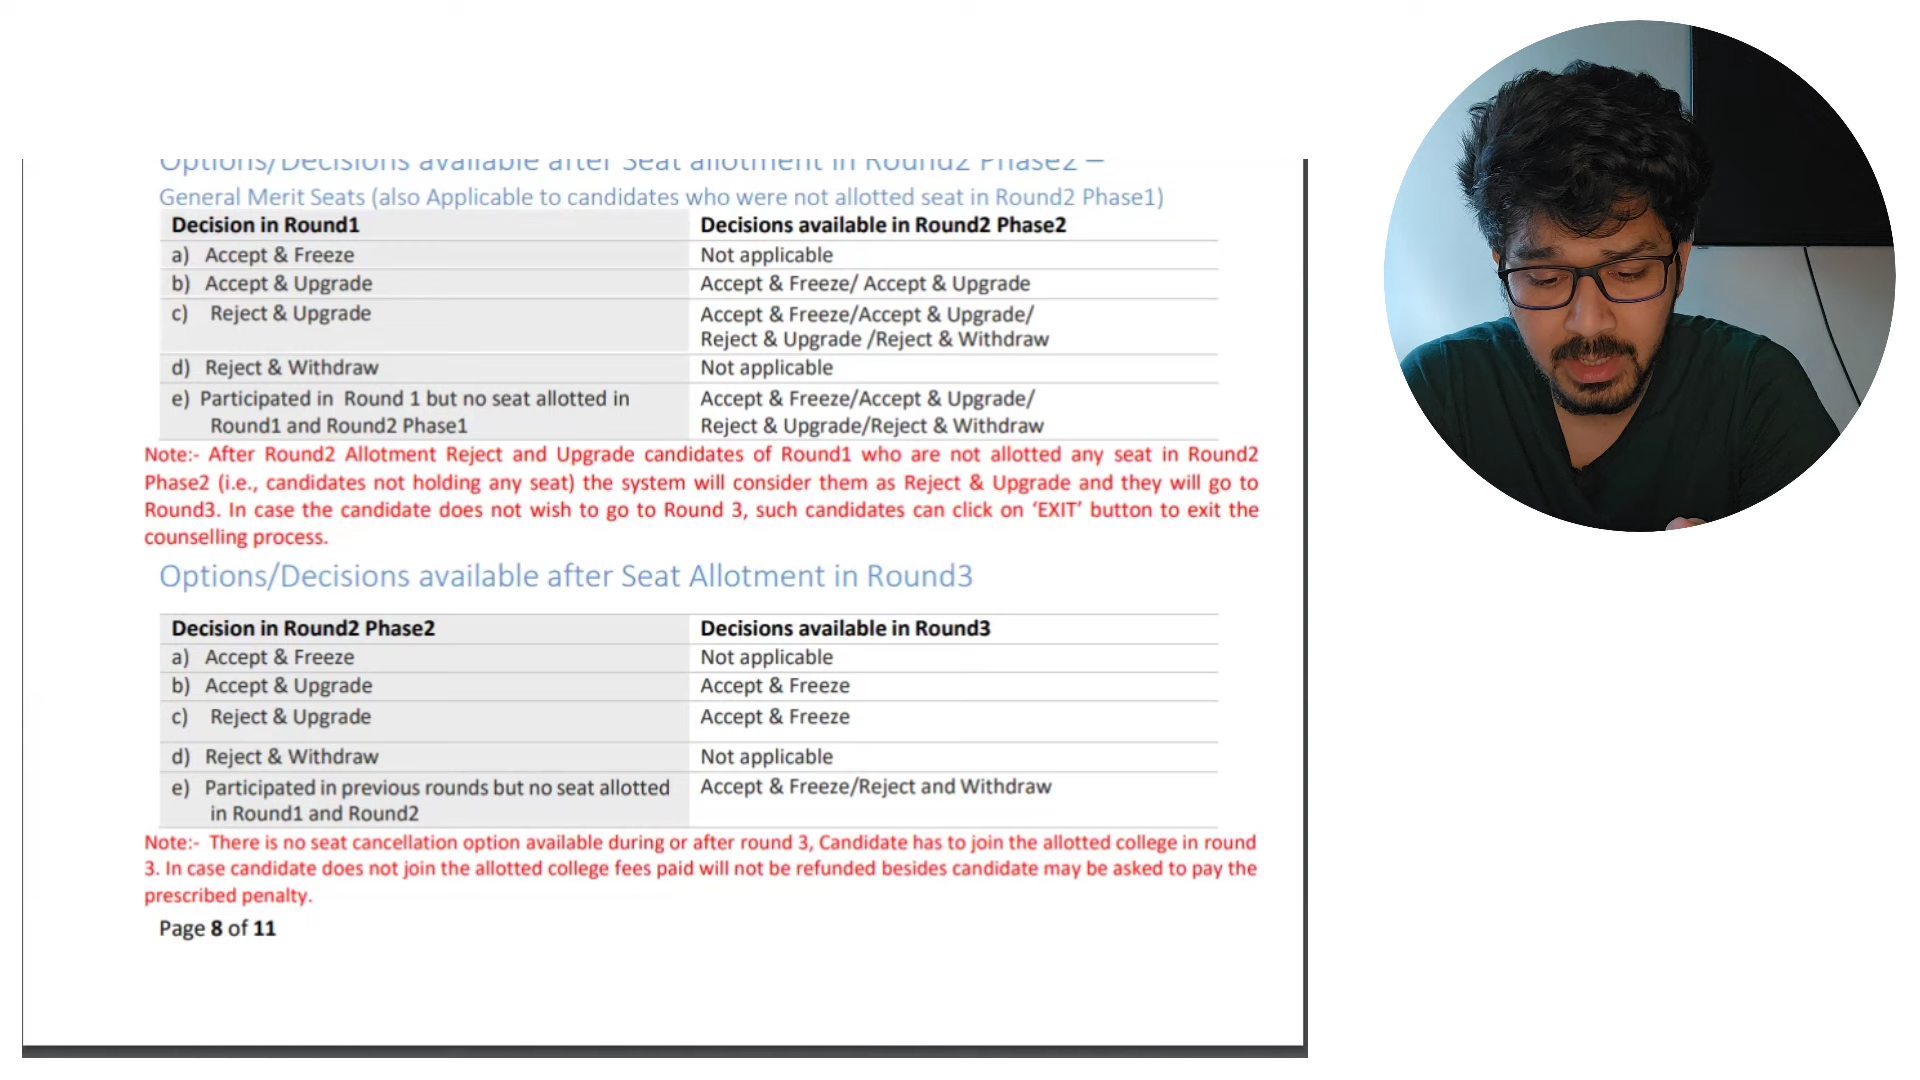 Options/Decisions available after Seat allotment in Round2 Phase2 –
General Merit Seats (also Applicable to candidates who were not allotted seat in Round2 Phase1)
Decision in Round1 Decisions available in Round2 Phase2
a) Accept & Freeze Not applicable
b) Accept & Upgrade Accept & Freeze/ Accept & Upgrade
c) Reject & Upgrade Accept & Freeze/Accept & Upgrade/
Reject & Upgrade /Reject & Withdraw
d) Reject & Withdraw Not applicable
e) Participated in Round 1 but no seat allotted in Accept & Freeze/Accept & Upgrade/
Round1 and Round2 Phase1 Reject & Upgrade/Reject & Withdraw
Note:- After Round2 Allotment Reject and Upgrade candidates of Round1 who are not allotted any seat in Round2
Phase2 (i.e., candidates not holding any seat) the system will consider them as Reject & Upgrade and they will go to
Round3. In case the candidate does not wish to go to Round 3, such candidates can click on ‘EXIT’ button to exit the
counselling process.
Options/Decisions available after Seat Allotment in Round3
Decision in Round2 Phase2 Decisions available in Round3
a) Accept & Freeze Not applicable
b) Accept & Upgrade Accept & Freeze
c) Reject & Upgrade Accept & Freeze
d) Reject & Withdraw Not applicable
e) Participated in previous rounds but no seat allotted Accept & Freeze/Reject and Withdraw
in Round1 and Round2
Note:- There is no seat cancellation option available during or after round 3, Candidate has to join the allotted college in round
3. In case candidate does not join the allotted college fees paid will not be refunded besides candidate may be asked to pay the
prescribed penalty.
Page 8 of 11